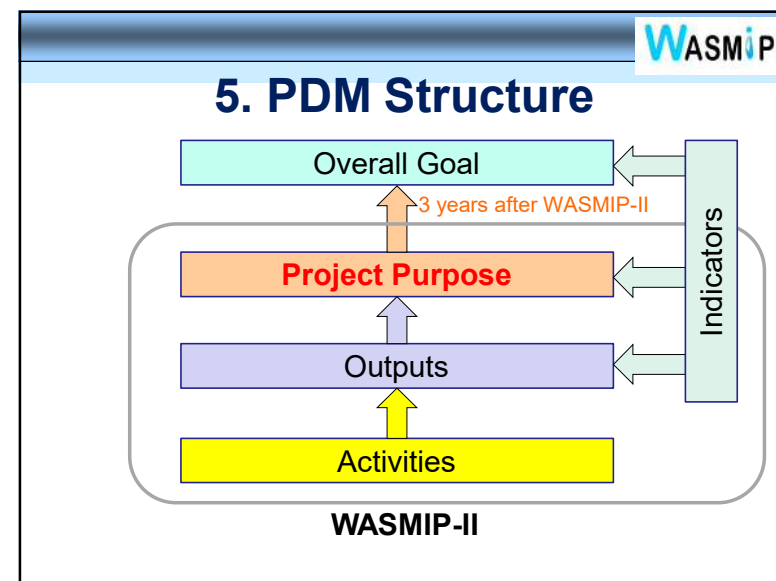 WASMiP
5. PDM Structure
Overall Goal
3 years after WASMIP-II
Project Purpose
Outputs
Activities
Indicators
WASMIP-II